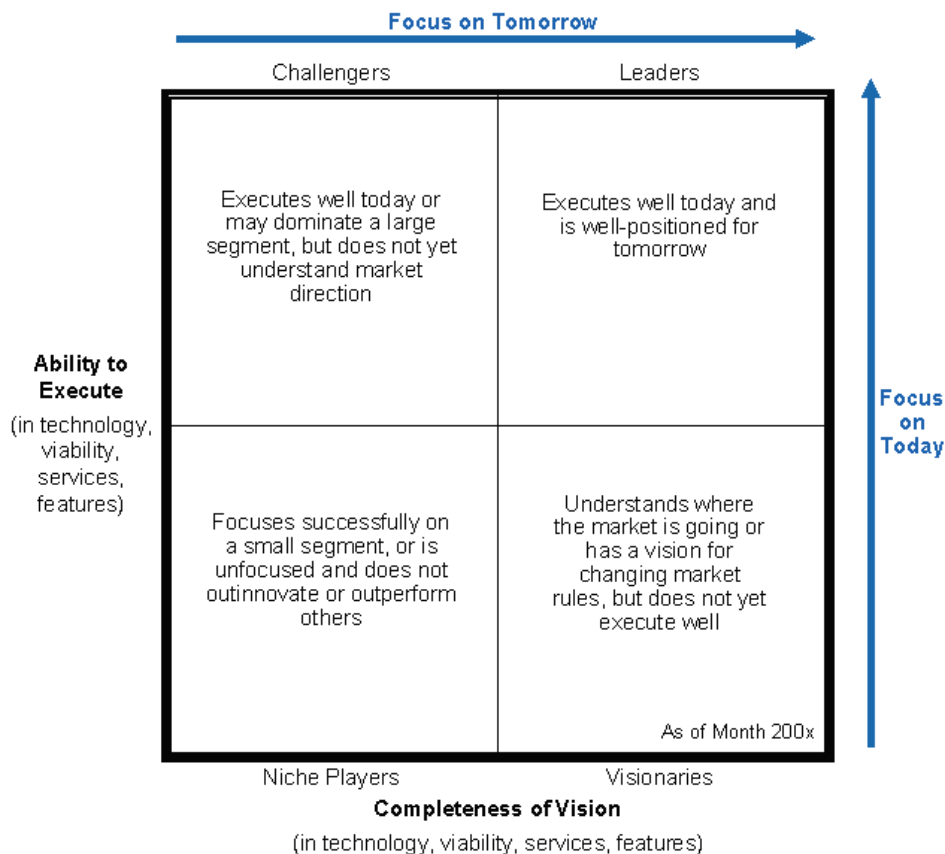 Focus on Tomorrow
Challengers
Leaders
Executes well today or
may dominate a large
segment, but does not yet
understand market
direction
Executes well today and
is well-positioned for
tomorrow
Ability to
Execute
(in technology,
viability,
services,
features)
Focus
on
Today
Focuses successfully on
a small segment, or is
unfocused and does not
outinnovate or outperform
others
Understands where
the market is going or
has a vision for
changing market
rules, but does not yet
execute well
As of Month 200x
Niche Players
Visionaries
Completeness of Vision
(in technology, viability, services, features)